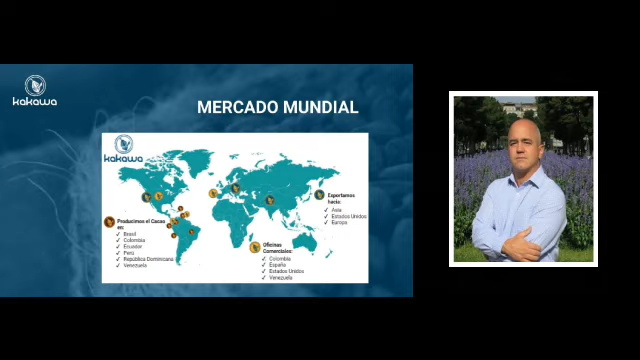 kakawa
MERCADO MUNDIAL
kakawa
Producimos el Cacao
en:
✓ Brasil
✓ Colombia
✓ Ecuador
✓ Perú
✓ República Dominicana
✓ Venezuela
Oficinas
Comerciales:
✓ Colombia
✓ España
✓ Estados Unidos
✓ Venezuela
Exportamos
hacia:
✓ Asia
✓ Estados Unidos
✓ Europa